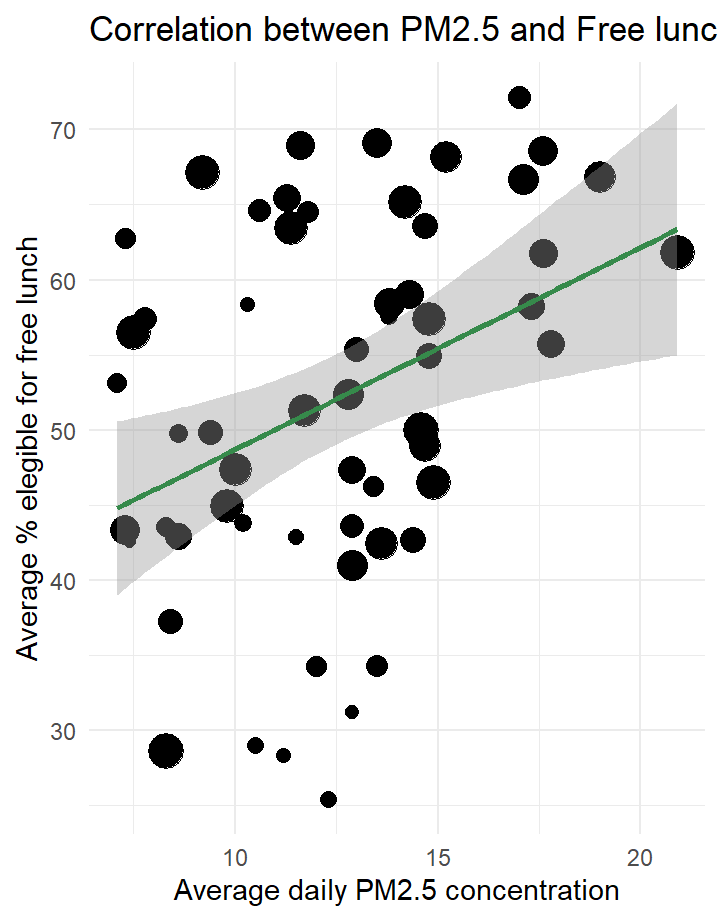 Correlation between PM2.5 and Free lunc
Average % elegible for free lunch
70
60
50
40
30
10
15
20
Average daily PM2.5 concentration